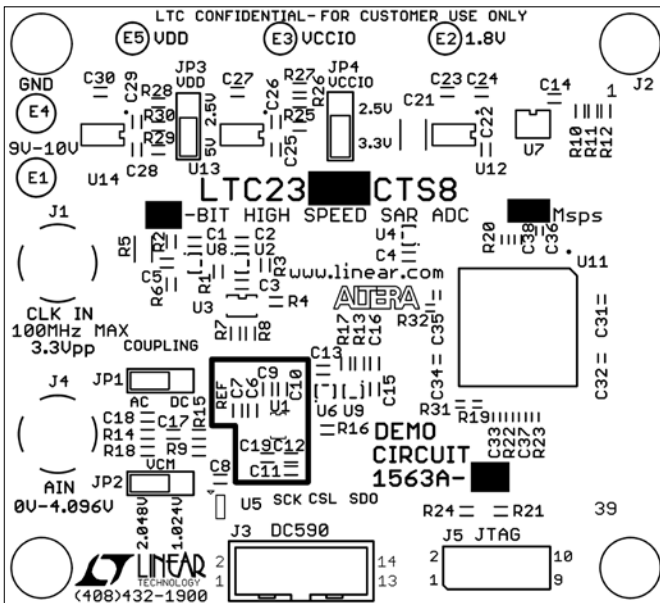 LTC CONFIDENTIAL-FOR CUSTOMER USE ONLY
E5 VDD
E3 VCCIO
E2 1.8V
GND
E4
9V-10V
E1
C30
C29
R28
R30
R29
C28
U14
JP3
VDD
2.5V
5V
U13
C27
C26
R27
R26
R25
C25
JP4
VCCIO
2.5V
3.3V
C21
C23 C24
C22
U12
C14
U7
J2
1
R10
R11
R12
LTC23 CTS8
-BIT HIGH SPEED SAR ADC
Msps
J1
R5
R2
C5
R6
C1
U8
R1
C2
U2
R3
C3
U3
R4
R7
R8
U4
C4
www.linear.com
ALTERA
R20
C38
C36
U11
R32
C35
C34
C31
C32
CLK IN
100MHz MAX
3.3Vpp
COUPLING
JP1
AC DC
J4
C18
R14
R18
C17
R9
R15
JP2
VCM
2.048V
1.024V
AIN
0V-4.096V
REF
C7
C6
C9
C10
U1
C19 C12
C11
C8
U5
C13
R17
R13
C16
C15
U6 U9
R16
R31
R19
C33
R22
C37
R23
DEMO
CIRCUIT
1563A-
SCK CSL SDO
R24
R21
39
J3 DC590
2
1
14
13
J5 JTAG
2
1
10
9
LT LINEAR
TECHNOLOGY
(408)432-1900